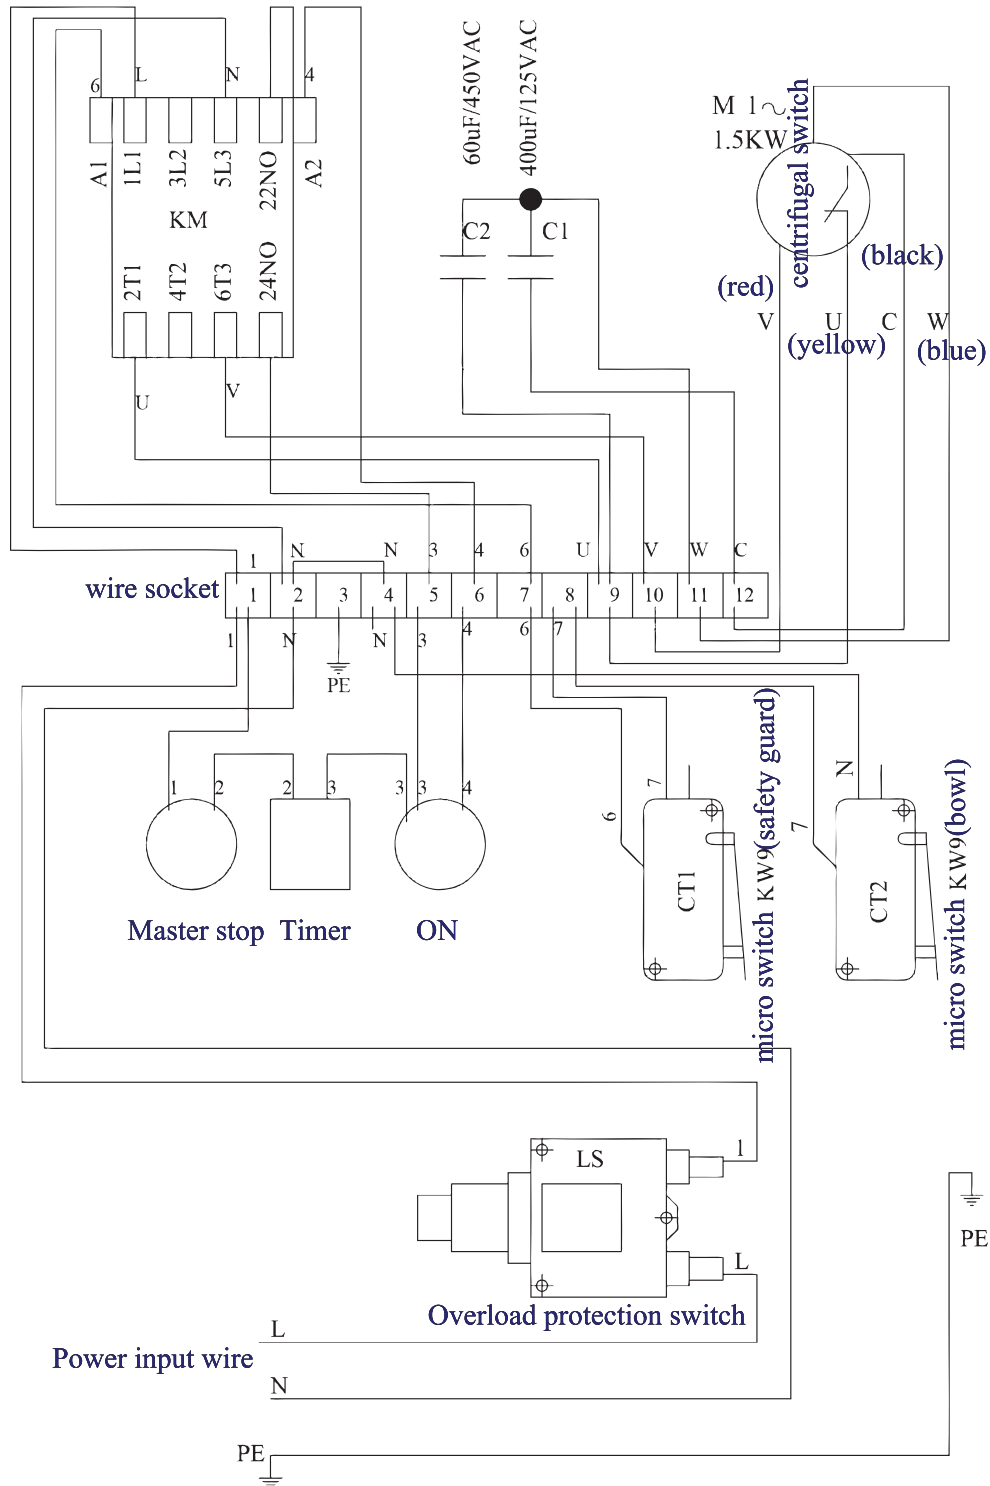 60uF/450VAC
400uF/125VAC
6
L
N
4
M 1~
1.5KW
centrifugal switch
A1
1L1
3L2
5L3
22NO
A2
KM
C2
C1
2T1
4T2
6T3
24NO
(black)
(red)
V
U
C
W
(yellow)
(blue)
U
V
1
N
N
3
4
6
U
V
W
C
wire socket
1
2
3
4
5
6
7
8
9
10
11
12
1
N
N
3
4
6
7
PE
1
2
2
3
3
3
4
6
7
7
N
CT1
CT2
micro switch KW9(safety guard)
micro switch KW9(bowl)
Master stop
Timer
ON
LS
1
L
PE
Overload protection switch
L
Power input wire
N
PE